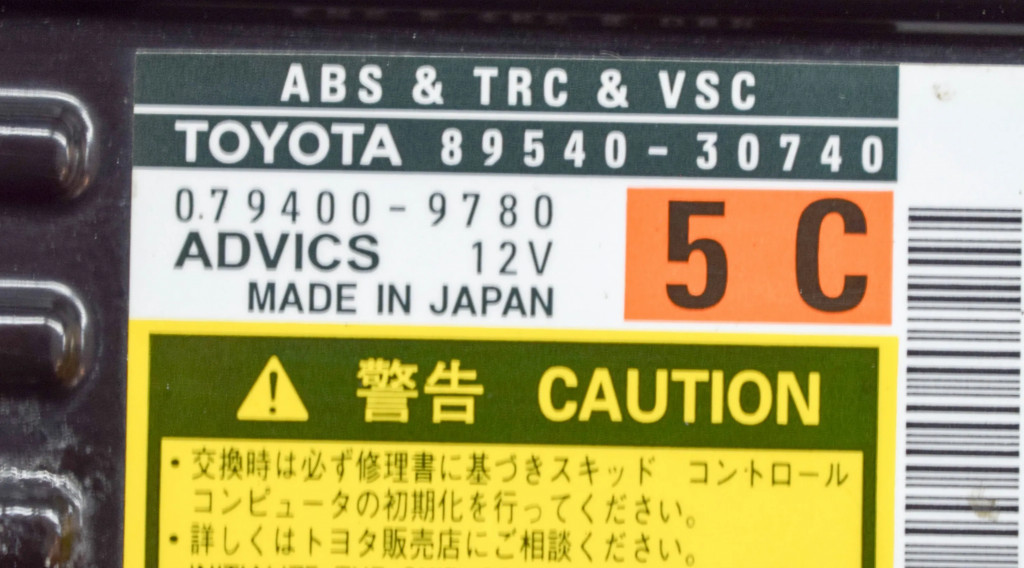 ABS & TRC & VSC
TOYOTA 89540-30740
0.79400-9780
ADVICS 12V
MADE IN JAPAN
5C
警告 CAUTION
・交換時は必ず修理書に基づきスキッド コントロール
コンピュータの初期化を行ってください。
・詳しくはトヨタ販売店にご相談ください。